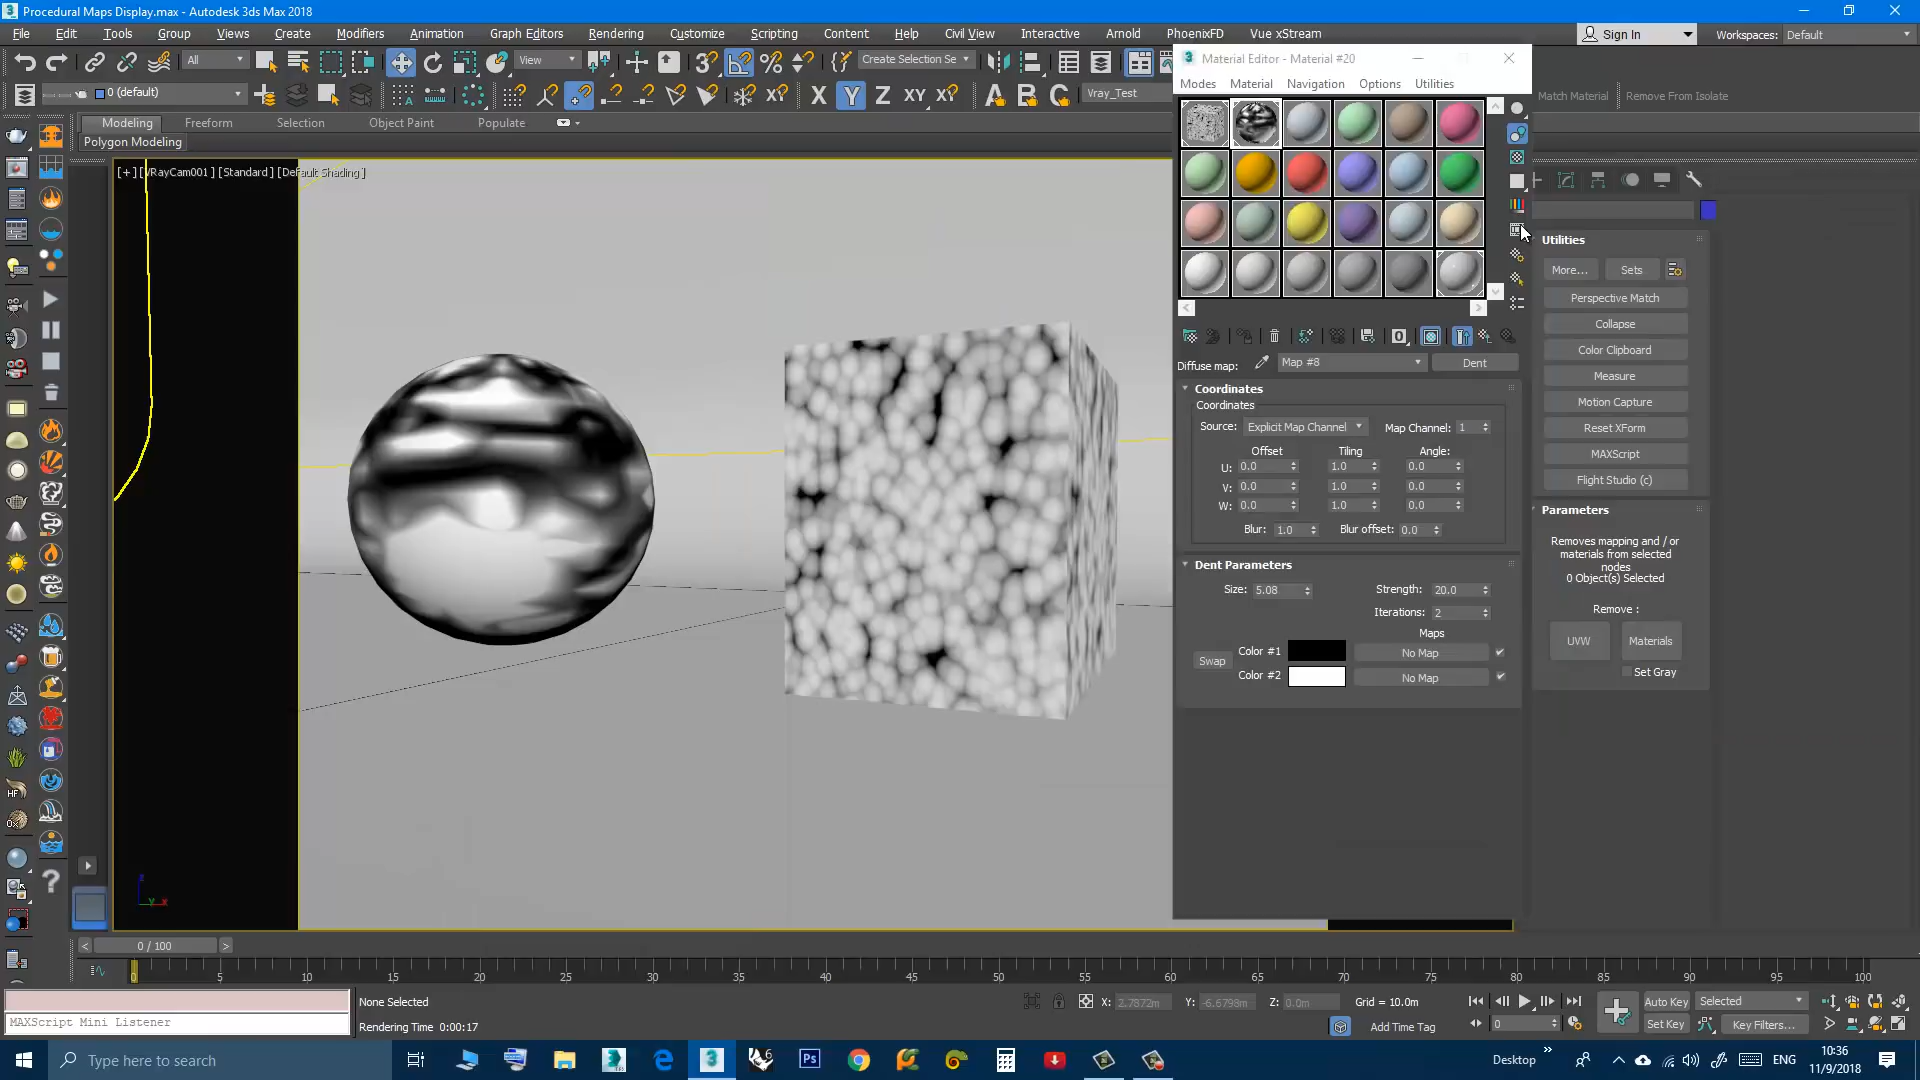 Procedural Maps Display.max - Autodesk 3ds Max 2018
File Edit Tools Group Views Create Modifiers Animation Graph Editors Rendering Customize Scripting Content Help Civil View Interactive Arnold PhoenixFD Vue xStream Sign In Workspaces: Default
All View Create Selection Se
0 (default) X Y Z XY XY A B C Vray_Test Match Material Remove From Isolate
Modeling Freeform Selection Object Paint Populate
Polygon Modeling
[+] [VRayCam001] [Standard] [Default Shading]
Material Editor - Material #20
Modes Material Navigation Options Utilities
Diffuse map: Map #8 Dent
Coordinates
Coordinates
Source: Explicit Map Channel Map Channel: 1
Offset Tiling Angle:
U: 0.0 1.0 0.0
V: 0.0 1.0 0.0
W: 0.0 1.0 0.0
Blur: 1.0 Blur offset: 0.0
Dent Parameters
Size: 5.08 Strength: 20.0
Iterations: 2
Maps
Color #1 No Map
Swap
Color #2 No Map
Utilities
More... Sets
Perspective Match
Collapse
Color Clipboard
Measure
Motion Capture
Reset XForm
MAXScript
Flight Studio (c)
Parameters
Removes mapping and / or
materials from selected
nodes
0 Object(s) Selected
Remove :
UVW Materials
Set Gray
z
y x
< 0 / 100 >
0 5 10 15 20 25 30 35 40 45 50 55 60 65 70 75 80 85 90 95 100
None Selected X: 2.7872m Y: -6.6798m Z: 0.0m Grid = 10.0m Auto Key Selected
MAXScript Mini Listener
Rendering Time 0:00:17 Add Time Tag 0 Set Key Key Filters...
Type here to search Desktop ENG
10:36
11/9/2018